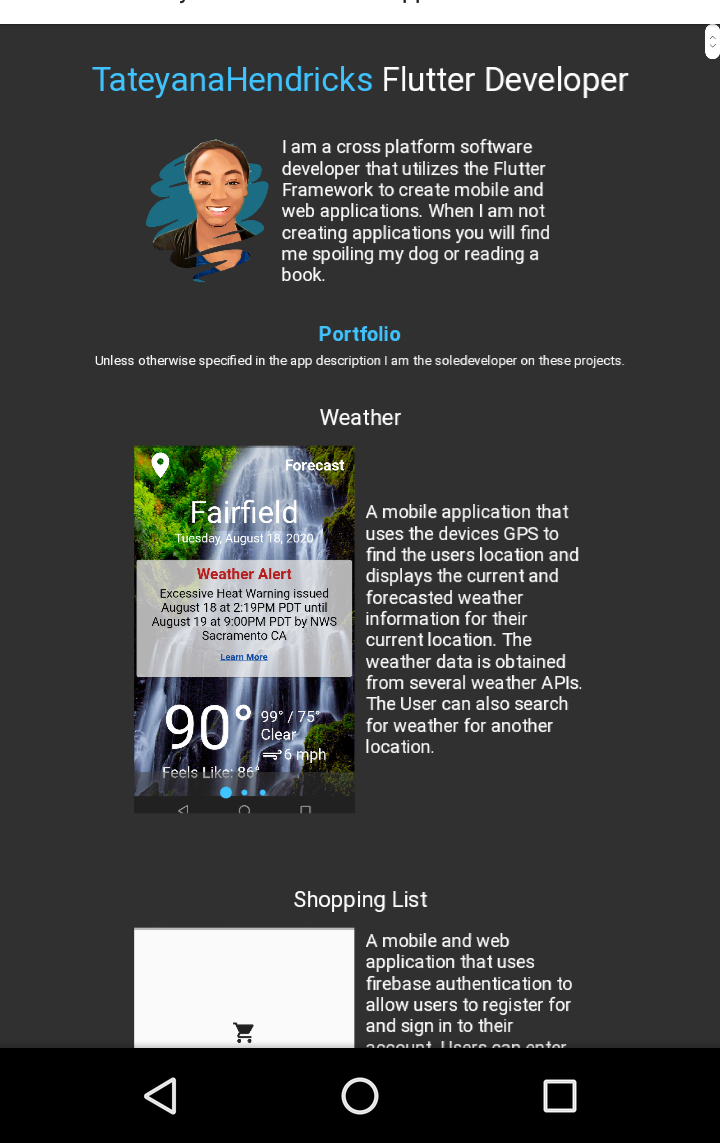 TateyanaHendricks Flutter Developer
I am a cross platform software
developer that utilizes the Flutter
Framework to create mobile and
web applications. When I am not
creating applications you will find
me spoiling my dog or reading a
book.
Portfolio
Unless otherwise specified in the app description I am the soledeveloper on these projects.
Weather
Forecast
Fairfield
Tuesday, August 18, 2020
Weather Alert
Excessive Heat Warning issued
August 18 at 2:19PM PDT until
August 19 at 9:00PM PDT by NWS
Sacramento CA
Learn More
90° 99° / 75°
Clear
6 mph
Feels Like: 86°
A mobile application that
uses the devices GPS to
find the users location and
displays the current and
forecasted weather
information for their
current location. The
weather data is obtained
from several weather APIs.
The User can also search
for weather for another
location.
Shopping List
A mobile and web
application that uses
firebase authentication to
allow users to register for
and sign in to their
account. Users can enter